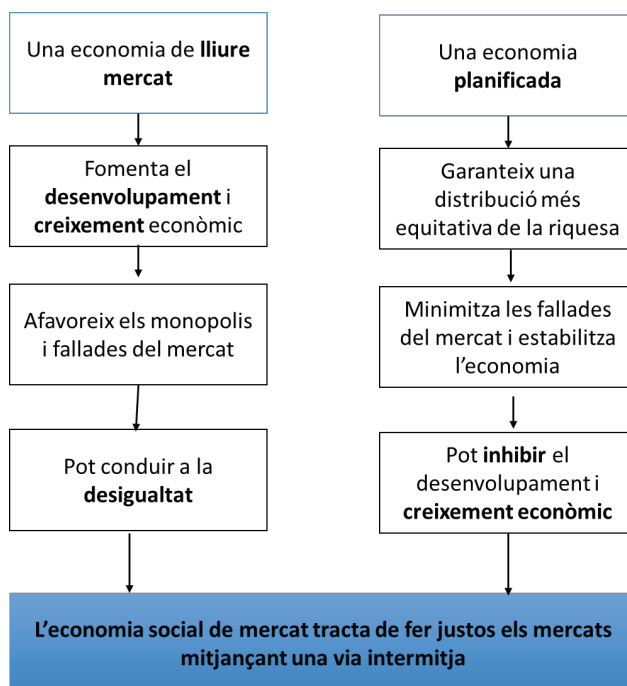 Una economia de lliure
mercat
Fomenta el
desenvolupament i
creixement econòmic
Afavoreix els monopolis
i fallades del mercat
Pot conduir a la
desigualtat
Una economia
planificada
Garanteix una
distribució més
equitativa de la riquesa
Minimitza les fallades
del mercat i estabilitza
l’economia
Pot inhibir el
desenvolupament i
creixement econòmic
L’economia social de mercat tracta de fer justos els mercats
mitjançant una via intermitja